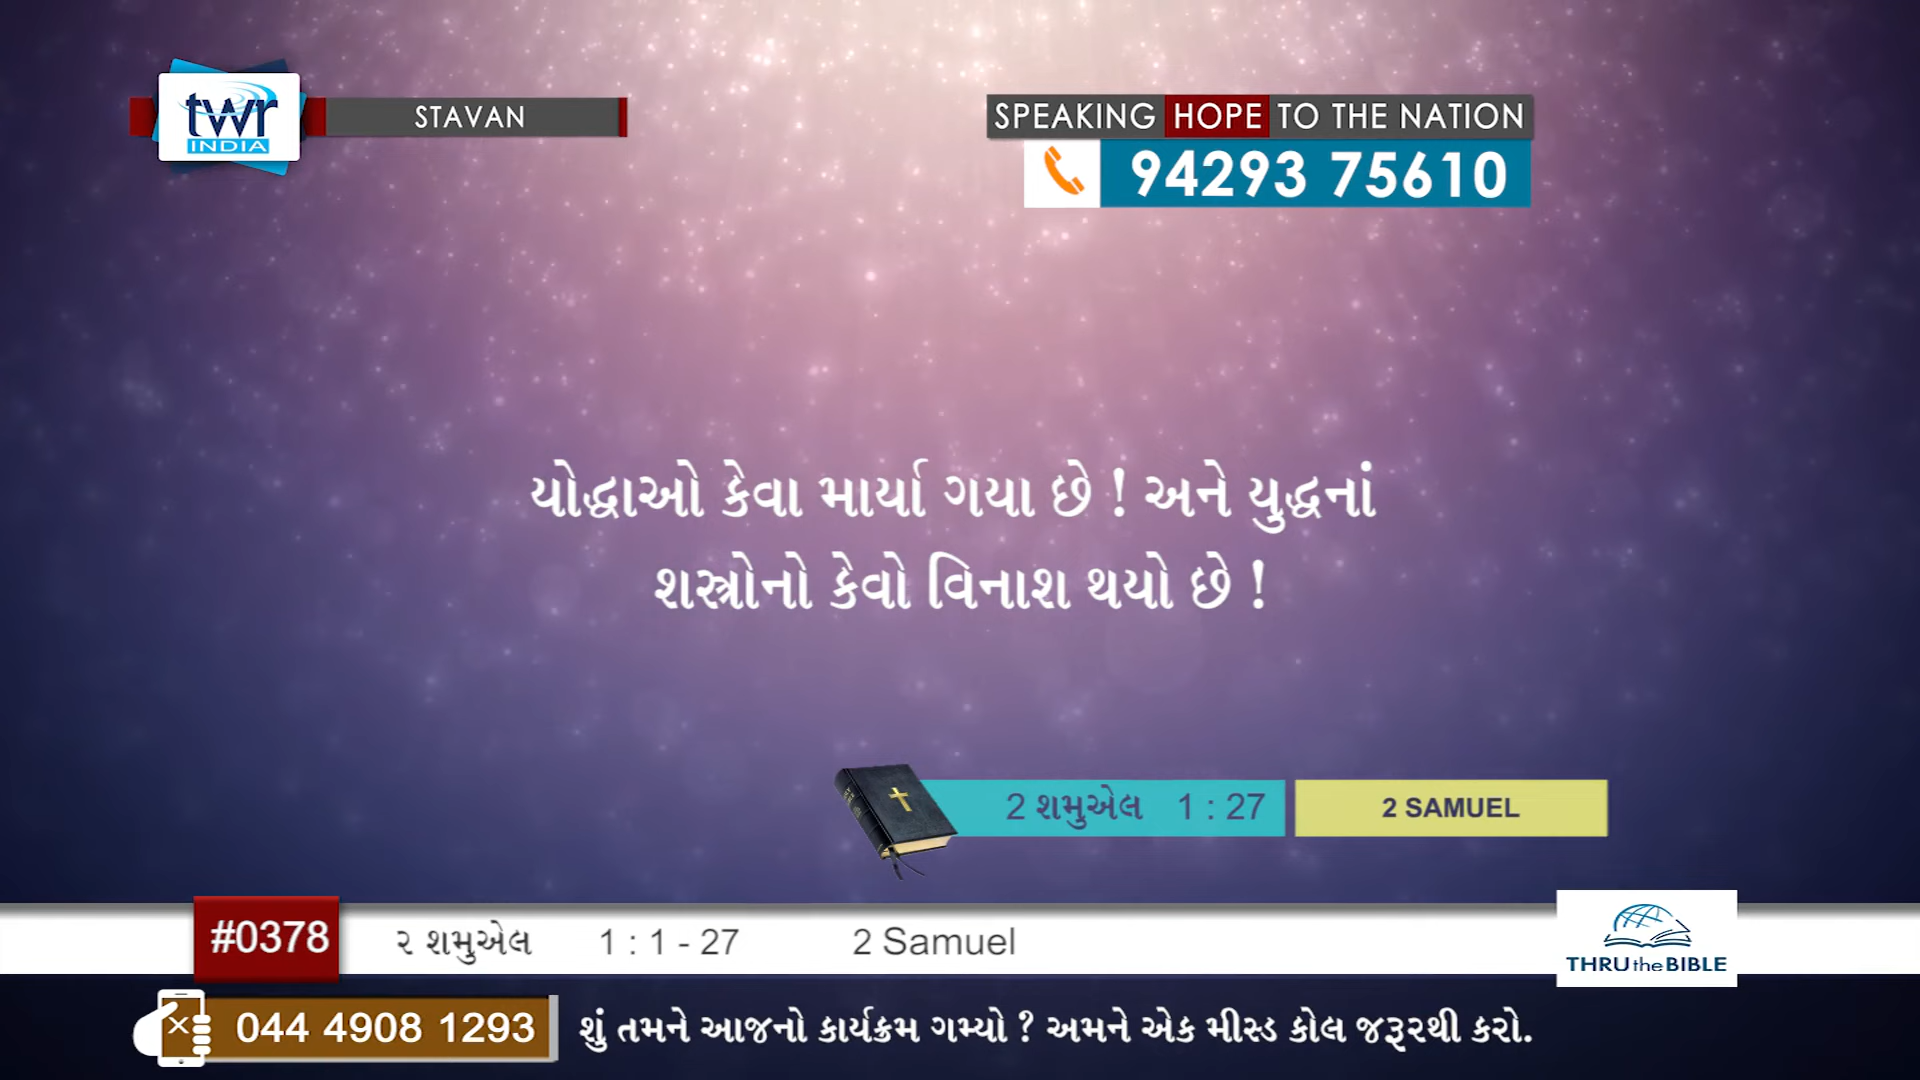 twr
INDIA
STAVAN
SPEAKING HOPE TO THE NATION
94293 75610
યોદ્ધાઓ કેવા માર્યા ગયા છે ! અને યુદ્ધનાં
શસ્ત્રોનો કેવો વિનાશ થયો છે !
2 શમુએલ 1 : 27
2 SAMUEL
#0378
૨ શમુએલ 1 : 1 - 27 2 Samuel
THRU the BIBLE
044 4908 1293
શું તમને આજનો કાર્યક્રમ ગમ્યો ? અમને એક મીસ્ડ કોલ જરૂરથી કરો.